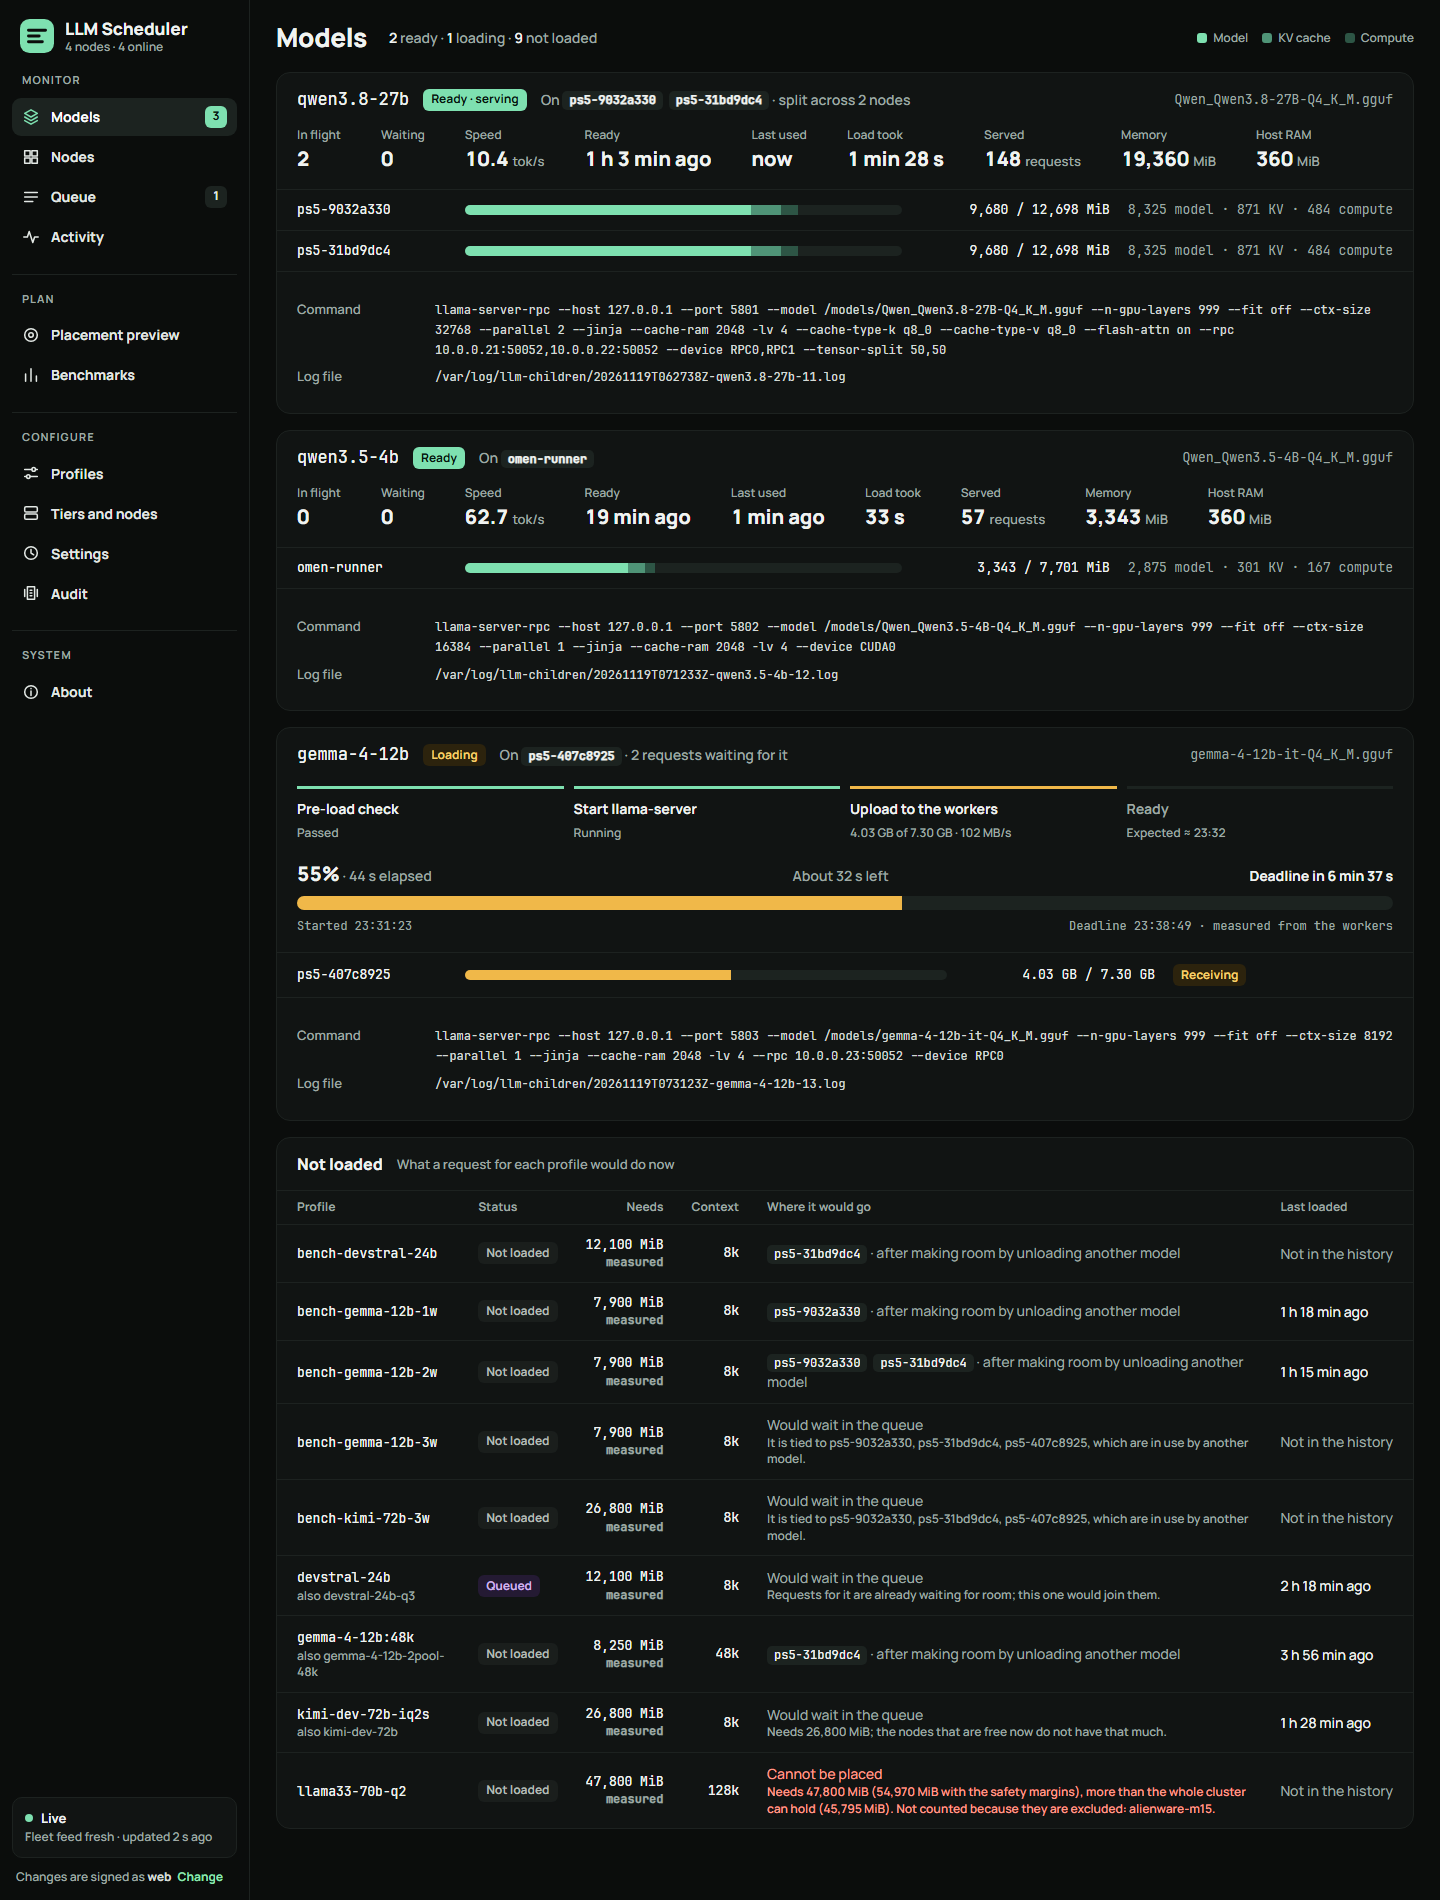 LLM Scheduler
4 nodes · 4 online
MONITOR
Models 3
Nodes
Queue 1
Activity
PLAN
Placement preview
Benchmarks
CONFIGURE
Profiles
Tiers and nodes
Settings
Audit
SYSTEM
About
Live
Fleet feed fresh · updated 2 s ago
Changes are signed as web Change
Models 2 ready · 1 loading · 9 not loaded
Model KV cache Compute
qwen3.8-27b Ready · serving On ps5-9032a330 ps5-31bd9dc4 · split across 2 nodes Qwen_Qwen3.8-27B-Q4_K_M.gguf
In flight Waiting Speed Ready Last used Load took Served Memory Host RAM
2 0 10.4 tok/s 1 h 3 min ago now 1 min 28 s 148 requests 19,360 MiB 360 MiB
ps5-9032a330 9,680 / 12,698 MiB 8,325 model · 871 KV · 484 compute
ps5-31bd9dc4 9,680 / 12,698 MiB 8,325 model · 871 KV · 484 compute
Command llama-server-rpc --host 127.0.0.1 --port 5801 --model /models/Qwen_Qwen3.8-27B-Q4_K_M.gguf --n-gpu-layers 999 --fit off --ctx-size
32768 --parallel 2 --jinja --cache-ram 2048 -lv 4 --cache-type-k q8_0 --cache-type-v q8_0 --flash-attn on --rpc
10.0.0.21:50052,10.0.0.22:50052 --device RPC0,RPC1 --tensor-split 50,50
Log file /var/log/llm-children/20261119T062738Z-qwen3.8-27b-11.log
qwen3.5-4b Ready On omen-runner Qwen_Qwen3.5-4B-Q4_K_M.gguf
In flight Waiting Speed Ready Last used Load took Served Memory Host RAM
0 0 62.7 tok/s 19 min ago 1 min ago 33 s 57 requests 3,343 MiB 360 MiB
omen-runner 3,343 / 7,701 MiB 2,875 model · 301 KV · 167 compute
Command llama-server-rpc --host 127.0.0.1 --port 5802 --model /models/Qwen_Qwen3.5-4B-Q4_K_M.gguf --n-gpu-layers 999 --fit off --ctx-size
16384 --parallel 1 --jinja --cache-ram 2048 -lv 4 --device CUDA0
Log file /var/log/llm-children/20261119T071233Z-qwen3.5-4b-12.log
gemma-4-12b Loading On ps5-407c8925 · 2 requests waiting for it gemma-4-12b-it-Q4_K_M.gguf
Pre-load check Start llama-server Upload to the workers Ready
Passed Running 4.03 GB of 7.30 GB · 102 MB/s Expected ≈ 23:32
55% · 44 s elapsed About 32 s left Deadline in 6 min 37 s
Started 23:31:23 Deadline 23:38:49 · measured from the workers
ps5-407c8925 4.03 GB / 7.30 GB Receiving
Command llama-server-rpc --host 127.0.0.1 --port 5803 --model /models/gemma-4-12b-it-Q4_K_M.gguf --n-gpu-layers 999 --fit off --ctx-size 8192
--parallel 1 --jinja --cache-ram 2048 -lv 4 --rpc 10.0.0.23:50052 --device RPC0
Log file /var/log/llm-children/20261119T073123Z-gemma-4-12b-13.log
Not loaded What a request for each profile would do now
Profile Status Needs Context Where it would go Last loaded
bench-devstral-24b Not loaded 12,100 MiB measured 8k ps5-31bd9dc4 · after making room by unloading another model Not in the history
bench-gemma-12b-1w Not loaded 7,900 MiB measured 8k ps5-9032a330 · after making room by unloading another model 1 h 18 min ago
bench-gemma-12b-2w Not loaded 7,900 MiB measured 8k ps5-9032a330 ps5-31bd9dc4 · after making room by unloading another
model 1 h 15 min ago
bench-gemma-12b-3w Not loaded 7,900 MiB measured 8k Would wait in the queue
It is tied to ps5-9032a330, ps5-31bd9dc4, ps5-407c8925, which are in use by another
model. Not in the history
bench-kimi-72b-3w Not loaded 26,800 MiB measured 8k Would wait in the queue
It is tied to ps5-9032a330, ps5-31bd9dc4, ps5-407c8925, which are in use by another
model. Not in the history
devstral-24b
also devstral-24b-q3 Queued 12,100 MiB measured 8k Would wait in the queue
Requests for it are already waiting for room; this one would join them. 2 h 18 min ago
gemma-4-12b:48k
also gemma-4-12b-2pool-
48k Not loaded 8,250 MiB measured 48k ps5-31bd9dc4 · after making room by unloading another model 3 h 56 min ago
kimi-dev-72b-iq2s
also kimi-dev-72b Not loaded 26,800 MiB measured 8k Would wait in the queue
Needs 26,800 MiB; the nodes that are free now do not have that much. 1 h 28 min ago
llama33-70b-q2 Not loaded 47,800 MiB measured 128k Cannot be placed
Needs 47,800 MiB (54,970 MiB with the safety margins), more than the whole cluster
can hold (45,795 MiB). Not counted because they are excluded: alienware-m15. Not in the history